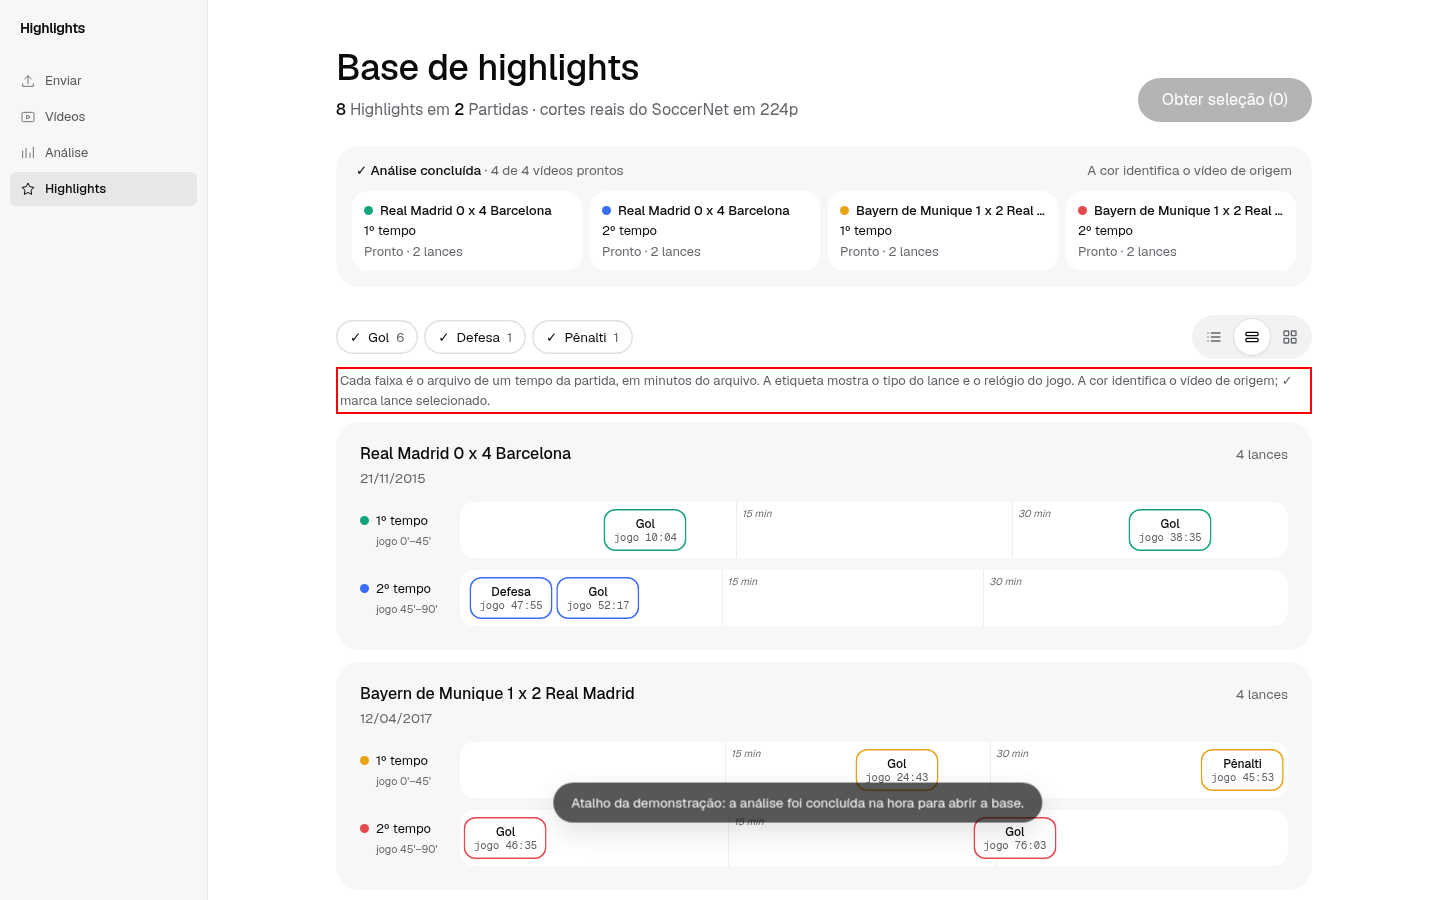 Highlights
Enviar
Vídeos
Análise
Highlights
Base de highlights
8 Highlights em 2 Partidas · cortes reais do SoccerNet em 224p
Obter seleção (0)
✓ Análise concluída · 4 de 4 vídeos prontos
A cor identifica o vídeo de origem
Real Madrid 0 x 4 Barcelona
1º tempo
Pronto · 2 lances
Real Madrid 0 x 4 Barcelona
2º tempo
Pronto · 2 lances
Bayern de Munique 1 x 2 Real ...
1º tempo
Pronto · 2 lances
Bayern de Munique 1 x 2 Real ...
2º tempo
Pronto · 2 lances
✓ Gol 6
✓ Defesa 1
✓ Pênalti 1
Cada faixa é o arquivo de um tempo da partida, em minutos do arquivo. A etiqueta mostra o tipo do lance e o relógio do jogo. A cor identifica o vídeo de origem; ✓
marca lance selecionado.
Real Madrid 0 x 4 Barcelona
4 lances
21/11/2015
1º tempo
jogo 0'–45'
Gol
jogo 10:04
15 min
30 min
Gol
jogo 38:35
2º tempo
jogo 45'–90'
Defesa
jogo 47:55
Gol
jogo 52:17
15 min
30 min
Bayern de Munique 1 x 2 Real Madrid
4 lances
12/04/2017
1º tempo
jogo 0'–45'
15 min
Gol
jogo 24:43
30 min
Pênalti
jogo 45:53
Atalho da demonstração: a análise foi concluída na hora para abrir a base.
2º tempo
jogo 45'–90'
Gol
jogo 46:35
15 min
Gol
jogo 76:03